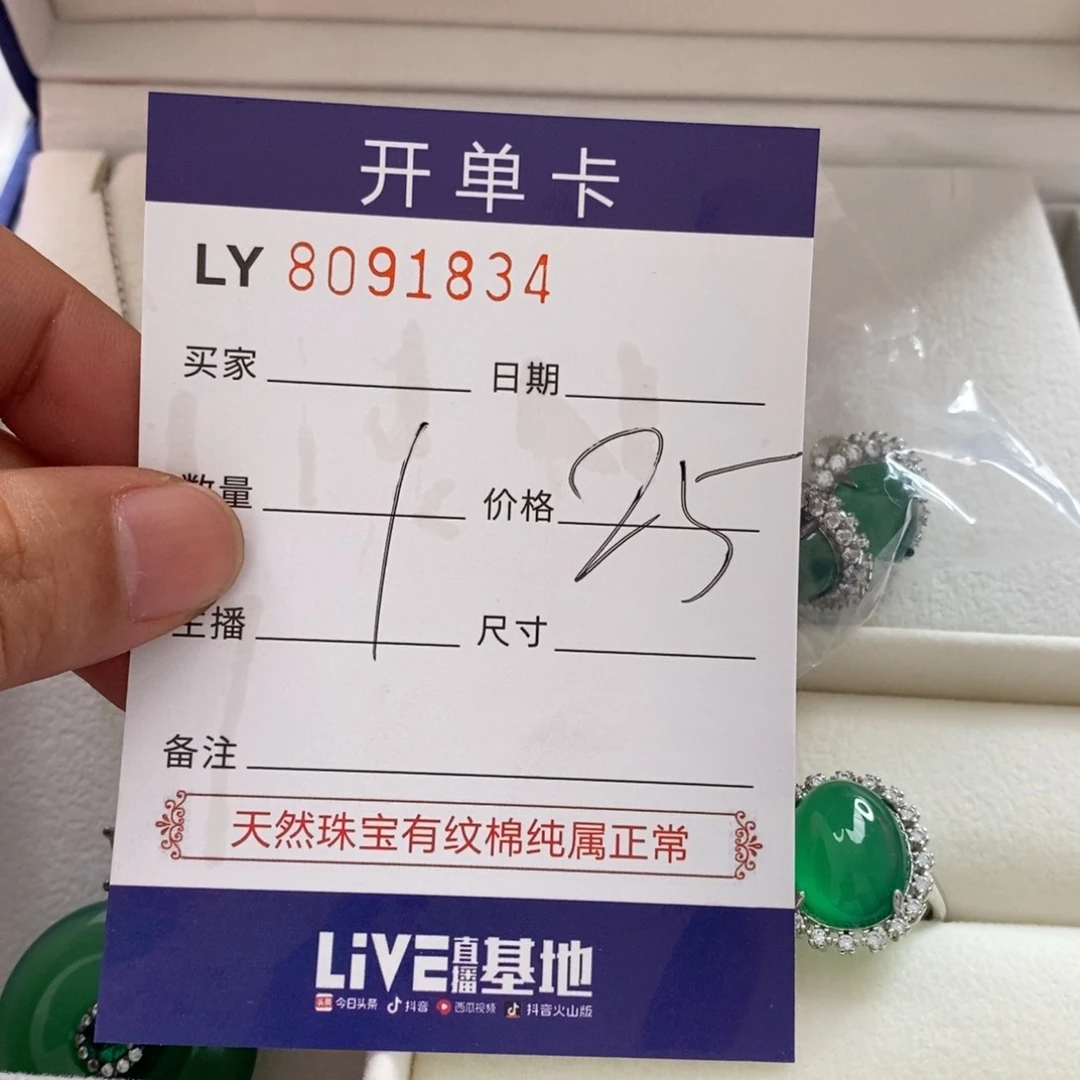 开单卡
LY 8091834
买家 日期
数量 1 价格 25
主播 尺寸
备注
天然珠宝有纹棉纯属正常
LiVE直播基地
头条 今日头条 抖音 西瓜视频 抖音火山版